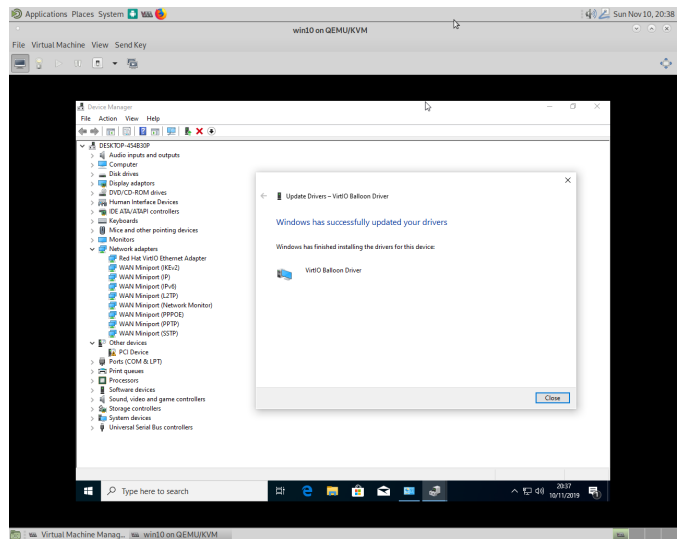 Applications Places System Sun Nov 10, 20:38
win10 on QEMU/KVM
File Virtual Machine View Send Key
Device Manager
File Action View Help
DESKTOP-454B30P
Audio inputs and outputs
Computer
Disk drives
Display adaptors
DVD/CD-ROM drives
Human Interface Devices
IDE ATA/ATAPI controllers
Keyboards
Mice and other pointing devices
Monitors
Network adapters
Red Hat VirtIO Ethernet Adapter
WAN Miniport (IKEv2)
WAN Miniport (IP)
WAN Miniport (IPv6)
WAN Miniport (L2TP)
WAN Miniport (Network Monitor)
WAN Miniport (PPPOE)
WAN Miniport (PPTP)
WAN Miniport (SSTP)
Other devices
PCI Device
Ports (COM & LPT)
Print queues
Processors
Software devices
Sound, video and game controllers
Storage controllers
System devices
Universal Serial Bus controllers
Update Drivers – VirtIO Balloon Driver
Windows has successfully updated your drivers
Windows has finished installing the drivers for this device:
VirtIO Balloon Driver
Close
Type here to search
20:37
10/11/2019
Virtual Machine Manag... win10 on QEMU/KVM